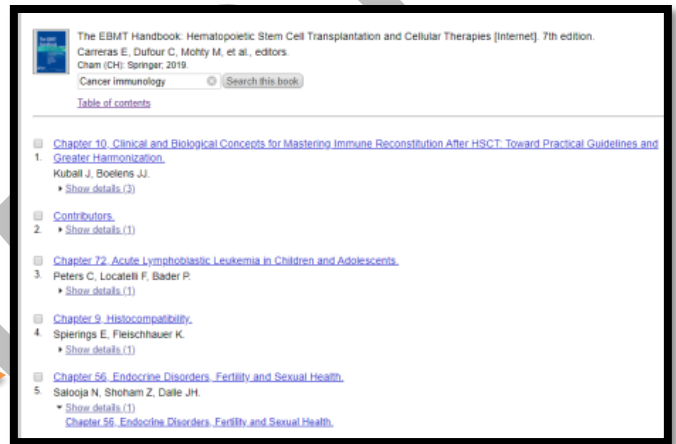 The EBMT Handbook: Hematopoietic Stem Cell Transplantation and Cellular Therapies [Internet]. 7th edition.
Carreras E, Dufour C, Mohty M, et al., editors.
Cham (CH): Springer; 2019.
Cancer immunology Search this book
Table of contents
1. Chapter 10, Clinical and Biological Concepts for Mastering Immune Reconstitution After HSCT: Toward Practical Guidelines and
Greater Harmonization.
Kuball J, Boelens JJ.
Show details (3)
2. Contributors.
Show details (1)
3. Chapter 72, Acute Lymphoblastic Leukemia in Children and Adolescents.
Peters C, Locatelli F, Bader P.
Show details (1)
4. Chapter 9, Histocompatibility.
Spierings E, Fleischhauer K.
Show details (1)
5. Chapter 56, Endocrine Disorders, Fertility and Sexual Health.
Salooja N, Shoham Z, Dalle JH.
Show details (1)
Chapter 56, Endocrine Disorders, Fertility and Sexual Health.